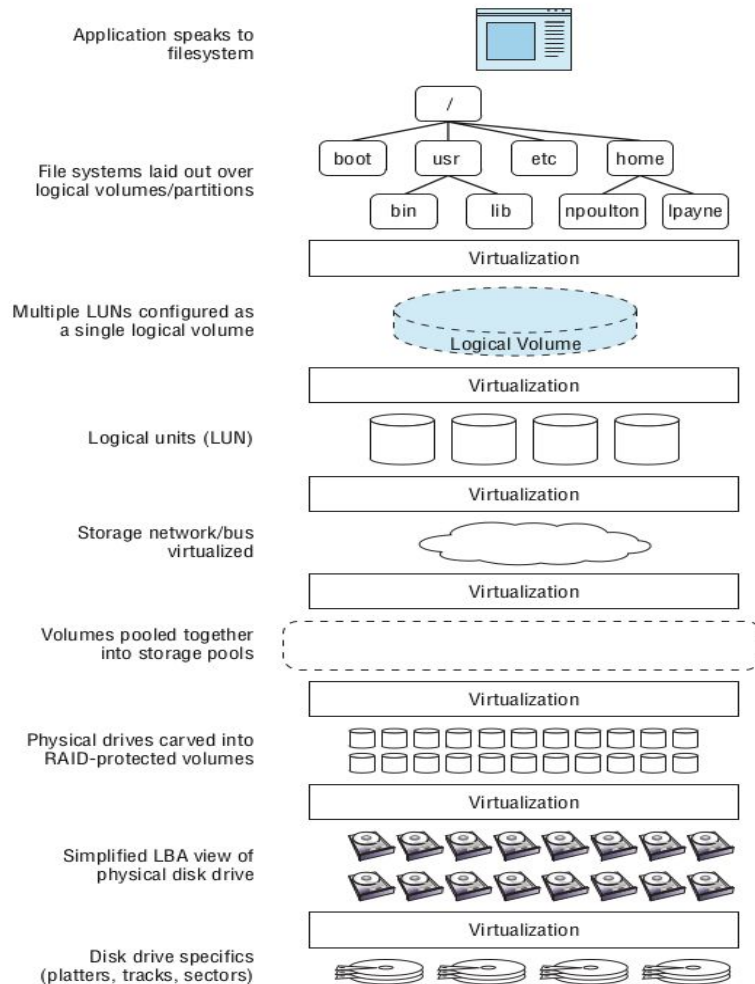 Application speaks to
filesystem
/
boot usr etc home
File systems laid out over
logical volumes/partitions
bin lib npoulton lpayne
Virtualization
Multiple LUNs configured as
a single logical volume
Logical Volume
Virtualization
Logical units (LUN)
Virtualization
Storage network/bus
virtualized
Virtualization
Volumes pooled together
into storage pools
Virtualization
Physical drives carved into
RAID-protected volumes
Virtualization
Simplified LBA view of
physical disk drive
Virtualization
Disk drive specifics
(platters, tracks, sectors)